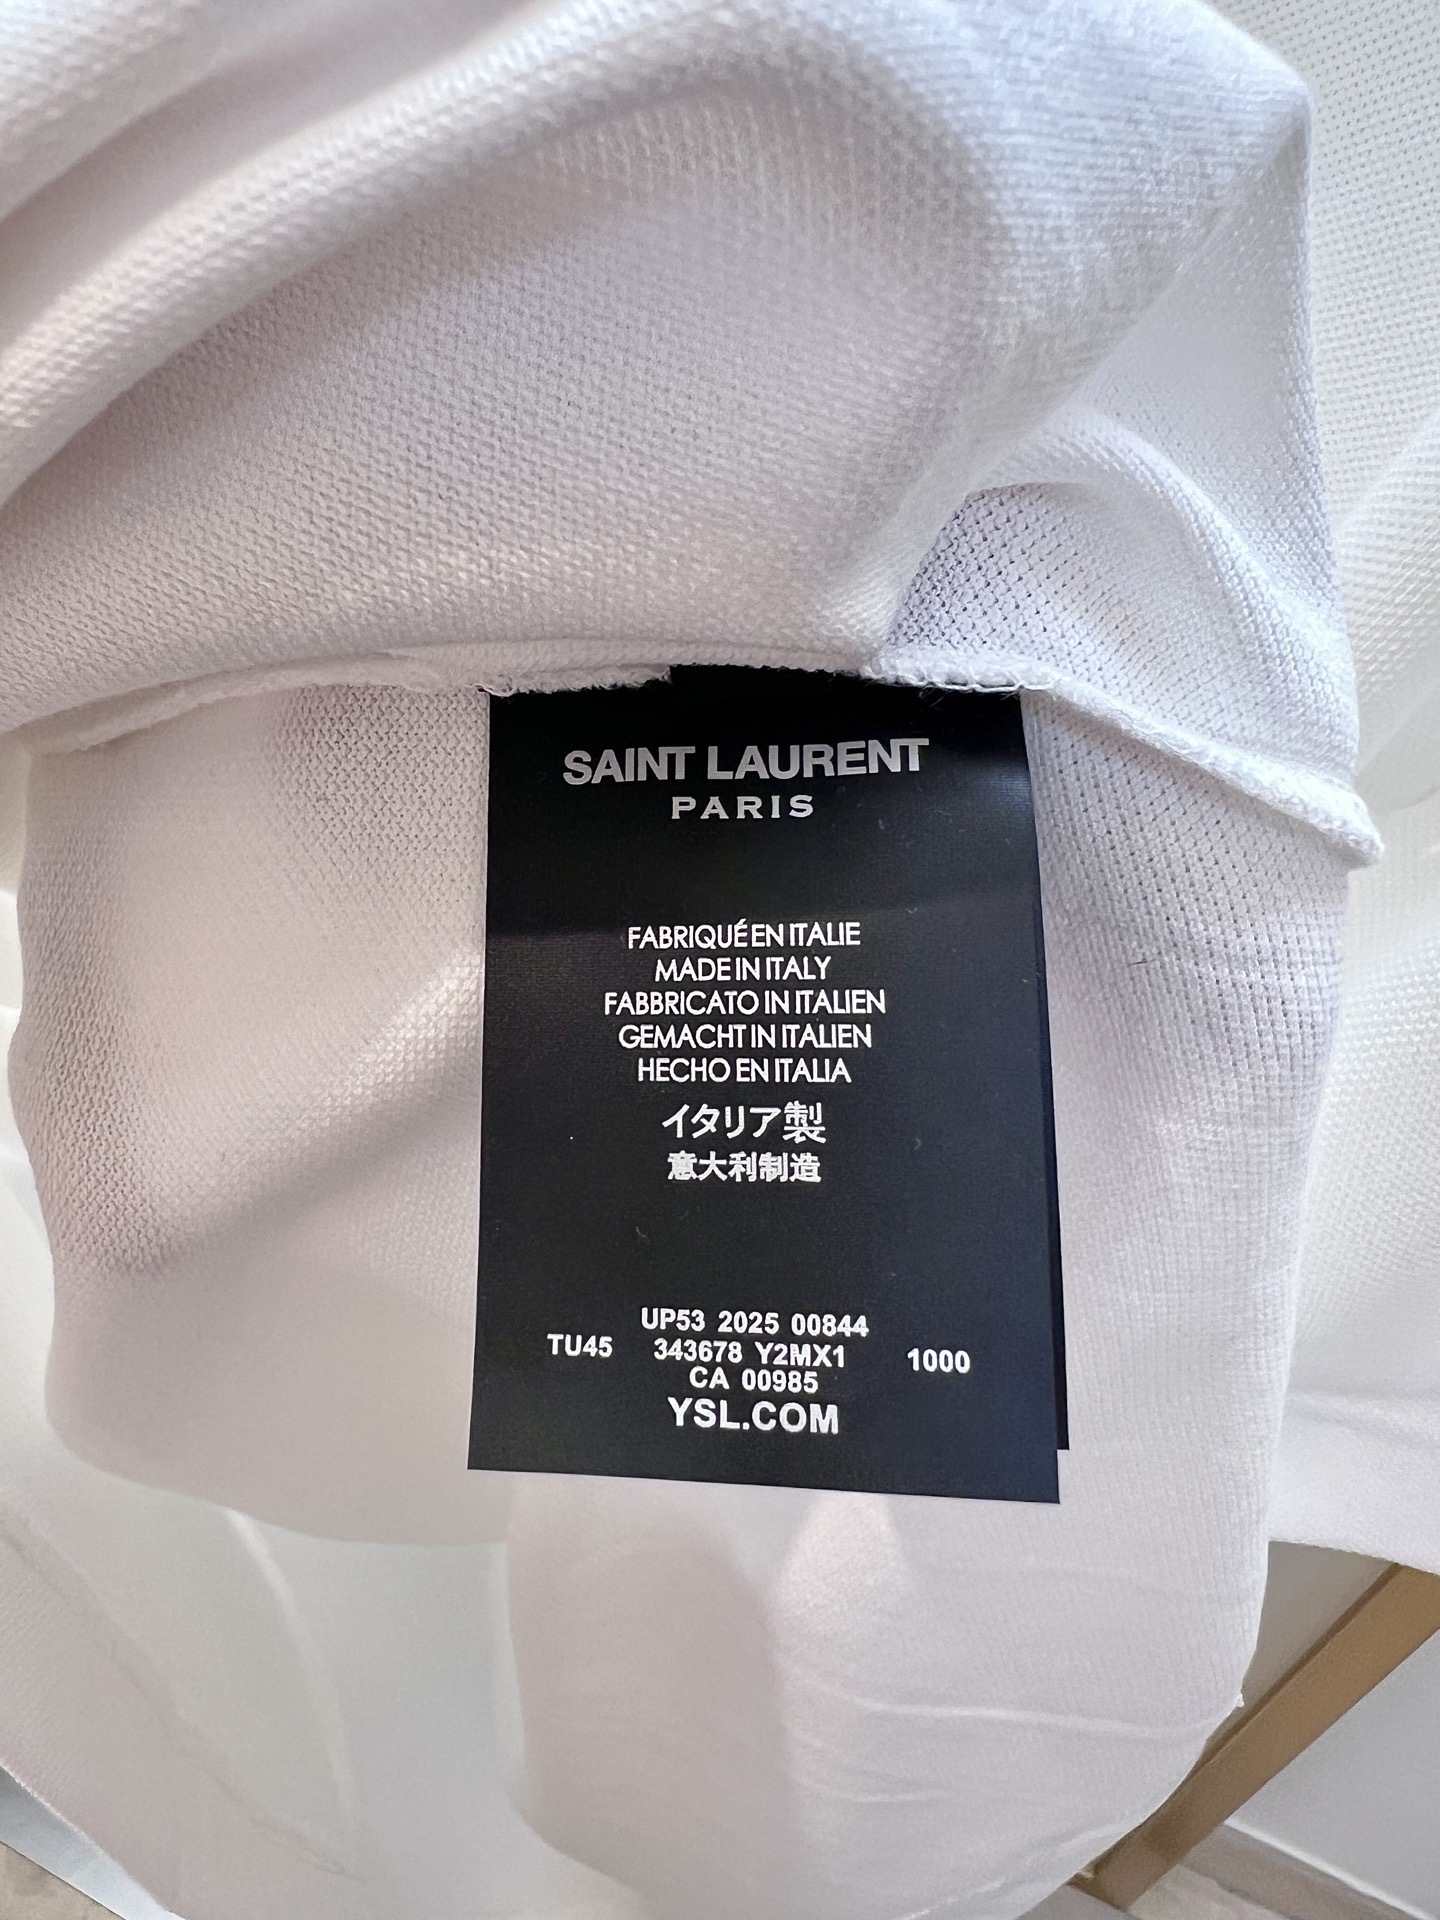 SAINT LAURENT
PARIS
FABRIQUÉ EN ITALIE
MADE IN ITALY
FABBRICATO IN ITALIEN
GEMACHT IN ITALIEN
HECHO EN ITALIA
イタリア製
意大利制造
UP53 2025 00844
TU45 343678 Y2MX1 1000
CA 00985
YSL.COM